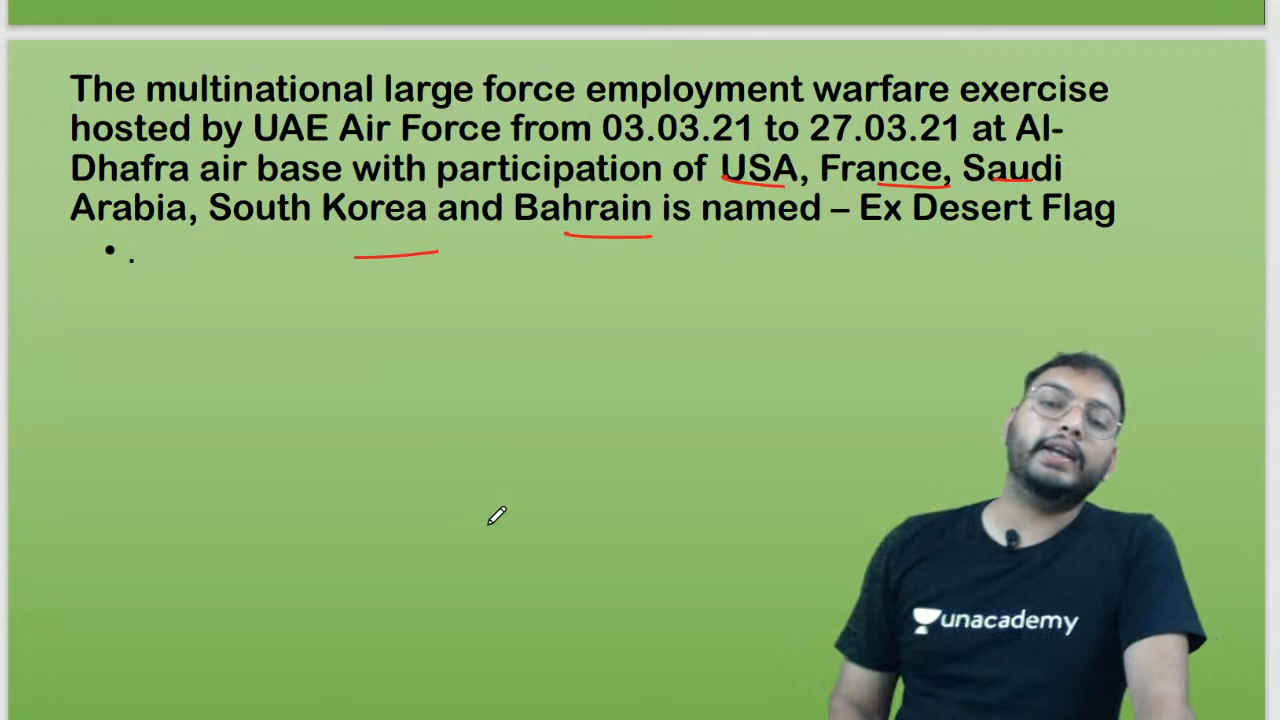 The multinational large force employment warfare exercise
hosted by UAE Air Force from 03.03.21 to 27.03.21 at Al-
Dhafra air base with participation of USA, France, Saudi
Arabia, South Korea and Bahrain is named – Ex Desert Flag
• .
unacademy